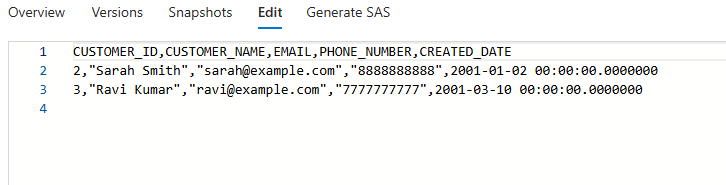 Overview Versions Snapshots Edit Generate SAS
1 CUSTOMER_ID,CUSTOMER_NAME,EMAIL,PHONE_NUMBER,CREATED_DATE
2 2,"Sarah Smith","sarah@example.com","8888888888",2001-01-02 00:00:00.0000000
3 3,"Ravi Kumar","ravi@example.com","7777777777",2001-03-10 00:00:00.0000000
4